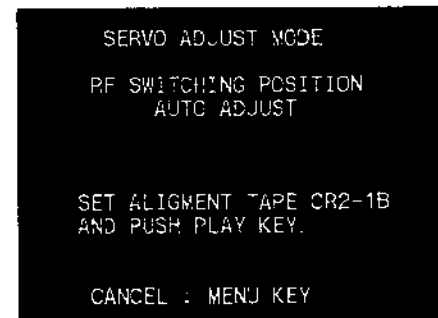 SERVO ADJUST MODE
RF SWITCHING POSITION
AUTO ADJUST
SET ALIGMENT TAPE CR2-1B
AND PUSH PLAY KEY.
CANCEL : MENU KEY